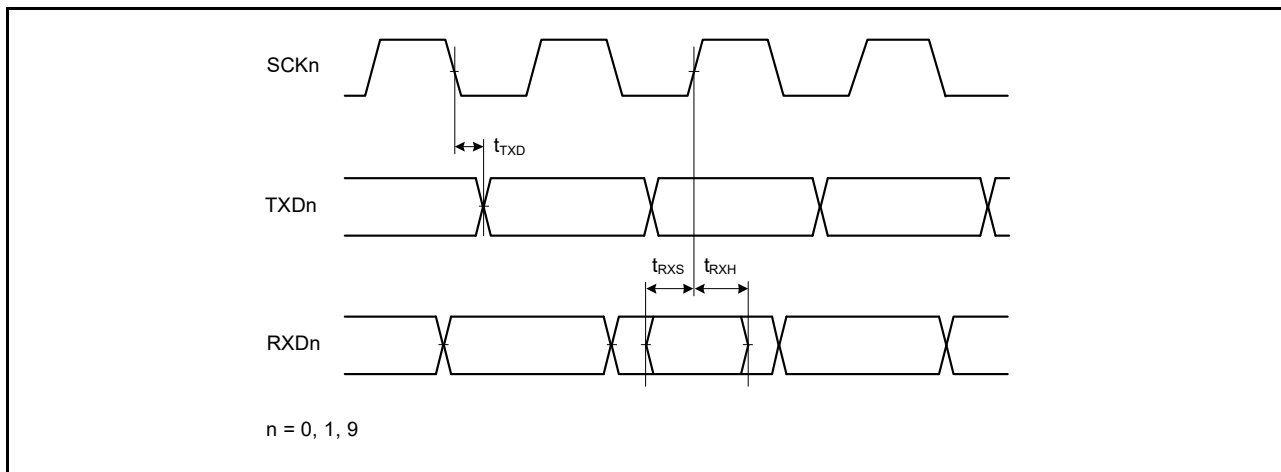 SCKn
tTXD
TXDn
tRXS tRXH
RXDn
n = 0, 1, 9